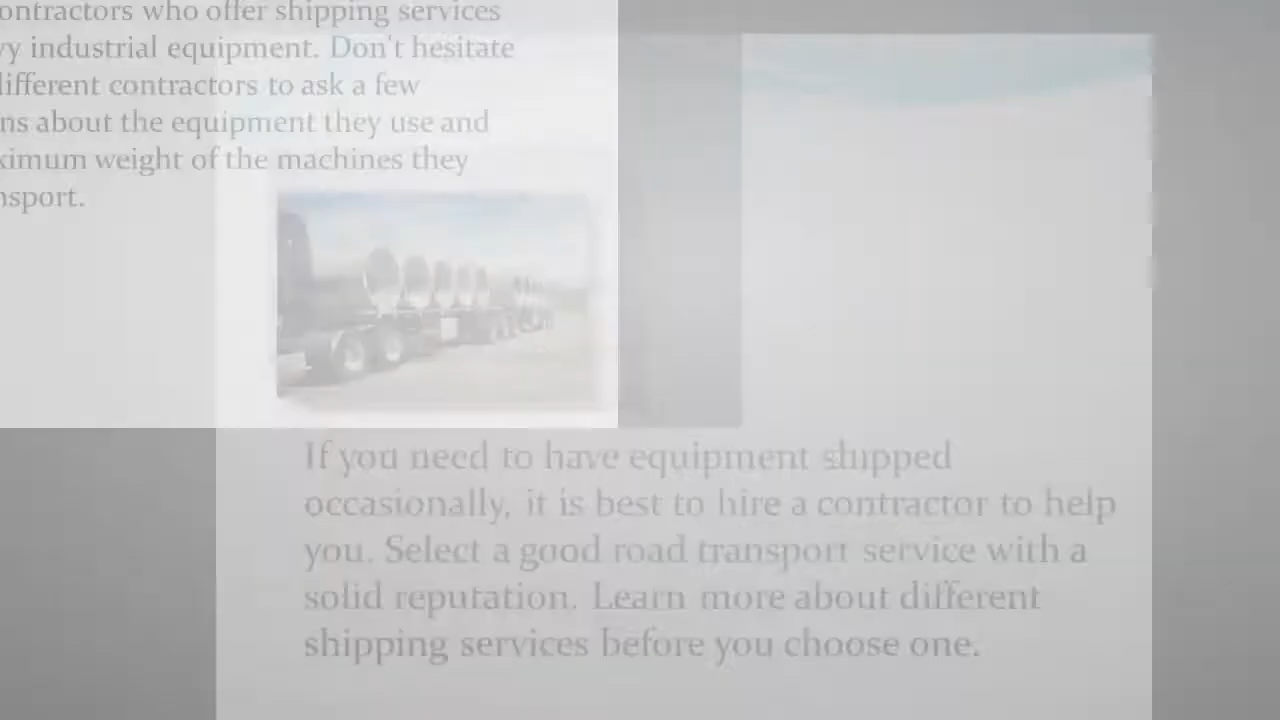 ontractors who offer shipping services
industrial equipment. Don't hesitate
different contractors to ask a few
ns about the equipment they use and
ximum weight of the machines they
nsport.
If you need to have equipment shipped
occasionally, it is best to hire a contractor to help
you. Select a good road transport service with a
solid reputation. Learn more about different
shipping services before you choose one.